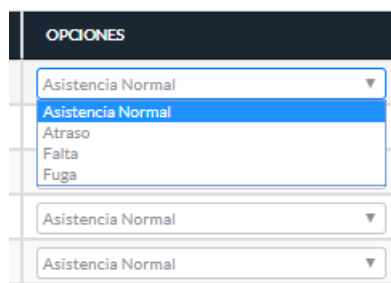 OPCIONES
Asistencia Normal
Asistencia Normal
Atraso
Falta
Fuga
Asistencia Normal
Asistencia Normal